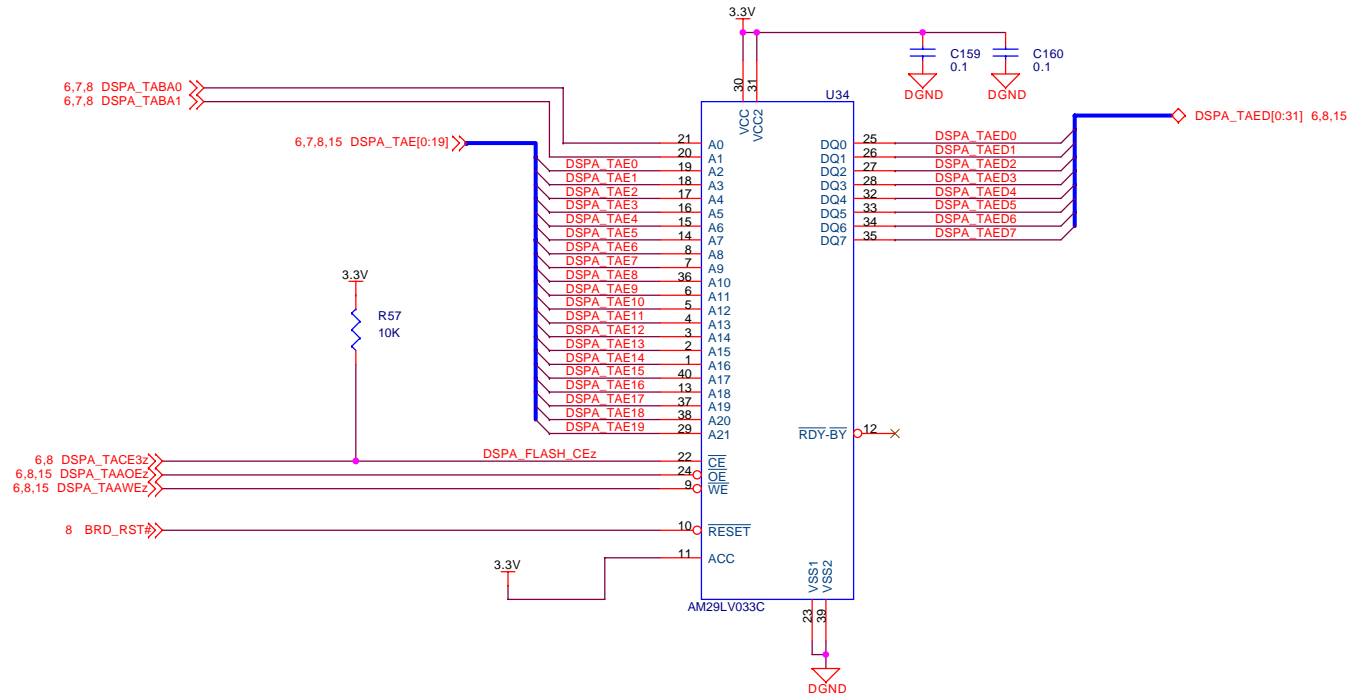 3.3V
C159
0.1
C160
0.1
DGND
DGND
30
31
VCC
VCC2
U34
6,7,8 DSPA_TABA0
6,7,8 DSPA_TABA1
6,7,8,15 DSPA_TAE[0:19]
DSPA_TAED[0:31] 6,8,15
21 A0
20 A1
DSPA_TAE0 19 A2
DSPA_TAE1 18 A3
DSPA_TAE2 17 A4
DSPA_TAE3 16 A5
DSPA_TAE4 15 A6
DSPA_TAE5 14 A7
DSPA_TAE6 8 A8
DSPA_TAE7 7 A9
DSPA_TAE8 36 A10
DSPA_TAE9 6 A11
DSPA_TAE10 5 A12
DSPA_TAE11 4 A13
DSPA_TAE12 3 A14
DSPA_TAE13 2 A15
DSPA_TAE14 1 A16
DSPA_TAE15 40 A17
DSPA_TAE16 13 A18
DSPA_TAE17 37 A19
DSPA_TAE18 38 A20
DSPA_TAE19 29 A21
DQ0 25 DSPA_TAED0
DQ1 26 DSPA_TAED1
DQ2 27 DSPA_TAED2
DQ3 28 DSPA_TAED3
DQ4 32 DSPA_TAED4
DQ5 33 DSPA_TAED5
DQ6 34 DSPA_TAED6
DQ7 35 DSPA_TAED7
3.3V
R57
10K
RDY-BY 12
6,8 DSPA_TACE3z DSPA_FLASH_CEz 22 CE
6,8,15 DSPA_TAAOEz 24 OE
6,8,15 DSPA_TAAWEz 9 WE
8 BRD_RST# 10 RESET
11 ACC
3.3V
VSS1
VSS2
AM29LV033C
23
39
DGND